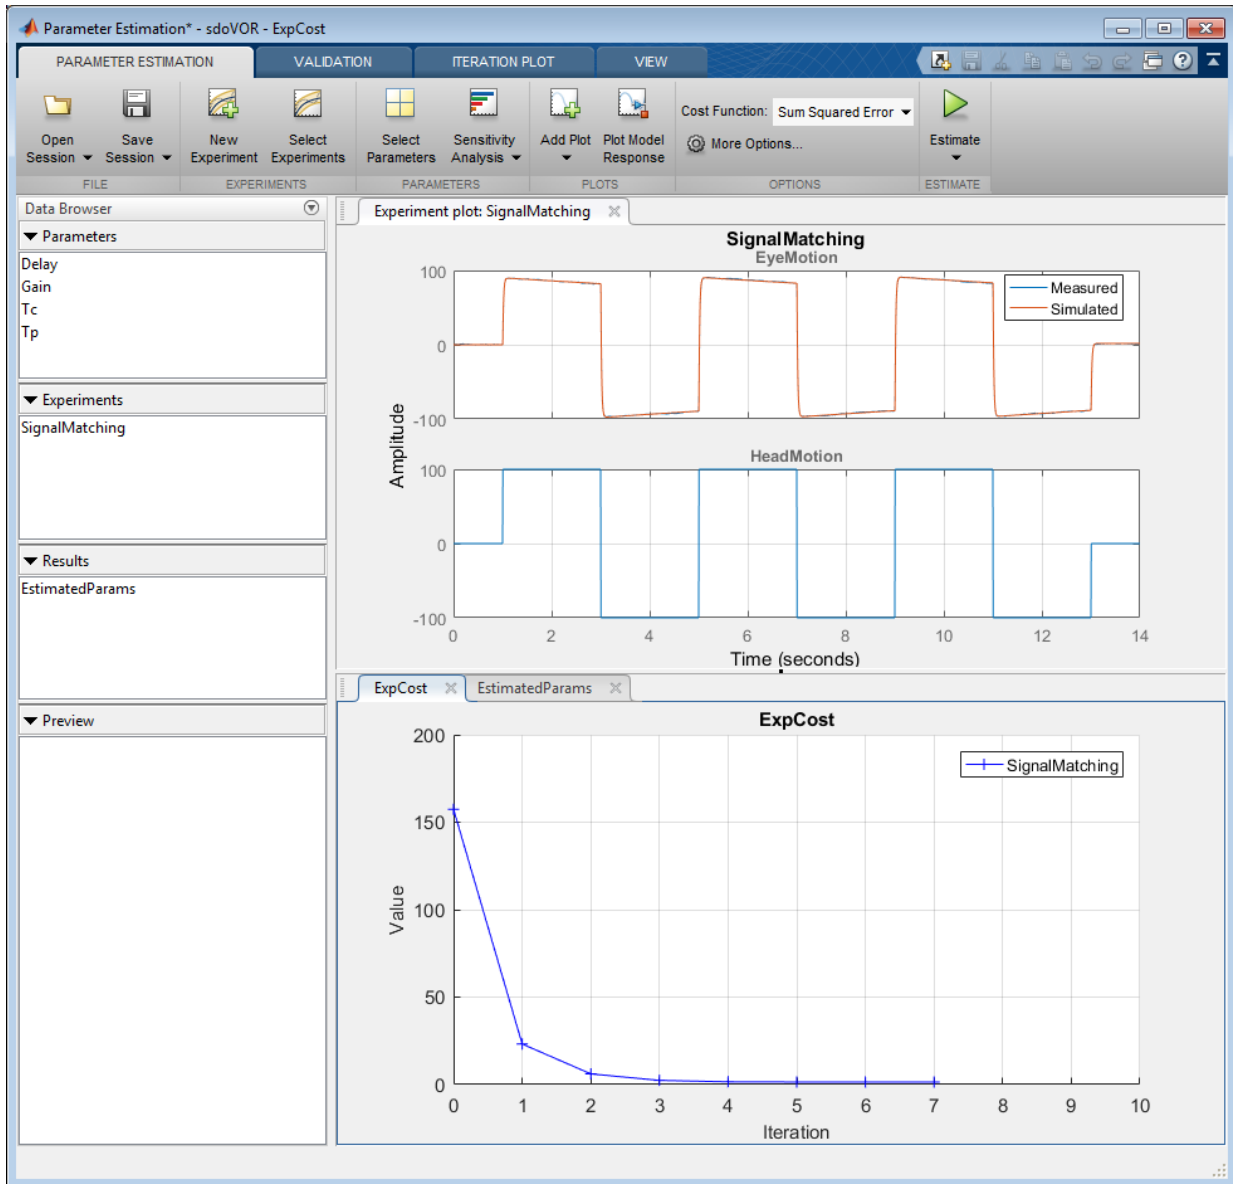 Parameter Estimation* - sdoVOR - ExpCost
PARAMETER ESTIMATION VALIDATION ITERATION PLOT VIEW
Open Session
Save Session
New Experiment
Select Experiments
Select Parameters
Sensitivity Analysis
Add Plot
Plot Model Response
Cost Function: Sum Squared Error
More Options...
Estimate
FILE EXPERIMENTS PARAMETERS PLOTS OPTIONS ESTIMATE
Data Browser
Parameters
Delay
Gain
Tc
Tp
Experiments
SignalMatching
Results
EstimatedParams
Preview
Experiment plot: SignalMatching
SignalMatching
EyeMotion
100
0
-100
Measured
Simulated
Amplitude
HeadMotion
100
0
-100
0 2 4 6 8 10 12 14
Time (seconds)
ExpCost EstimatedParams
ExpCost
200
150
100
50
0
Value
SignalMatching
0 1 2 3 4 5 6 7 8 9 10
Iteration